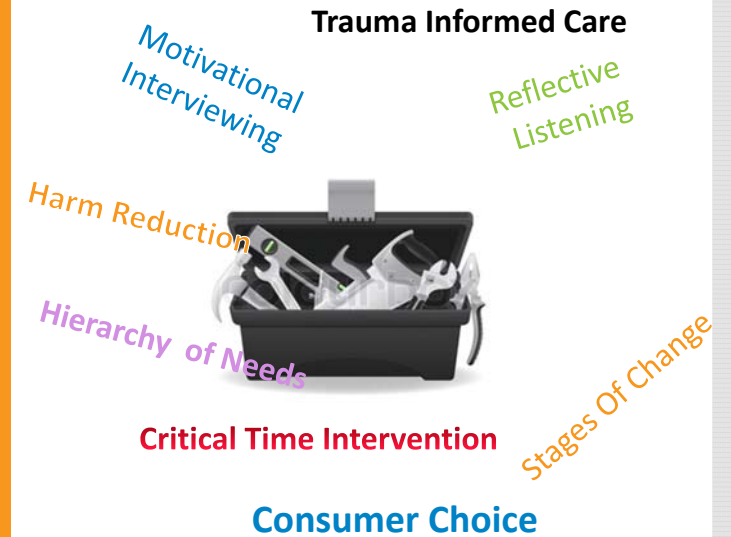 Trauma Informed Care
Motivational
Interviewing
Reflective
Listening
Harm Reduction
Hierarchy of Needs
Stages Of Change
Critical Time Intervention
Consumer Choice